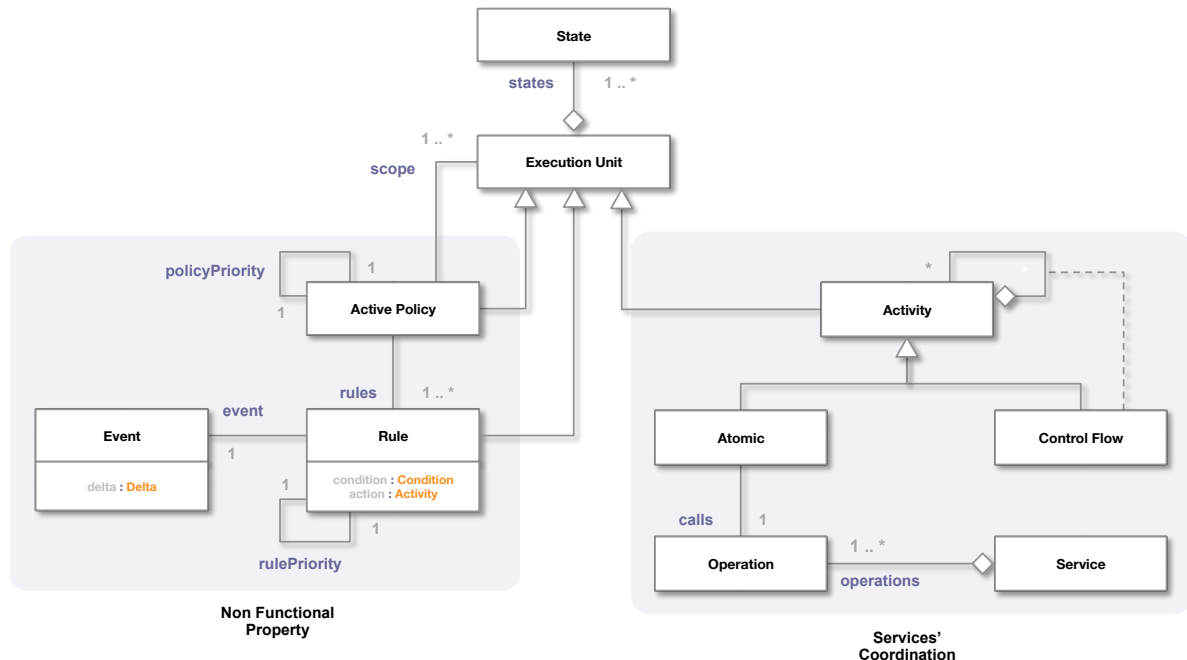 State
states
1 .. *
1 .. *
scope
Execution Unit
policyPriority
1
1
Active Policy
*
Activity
rules
1 .. *
event
1
Event
delta : Delta
Rule
condition : Condition
action : Activity
1
1
rulePriority
Atomic
Control Flow
calls
1
Operation
1 .. *
operations
Service
Non Functional
Property
Services'
Coordination